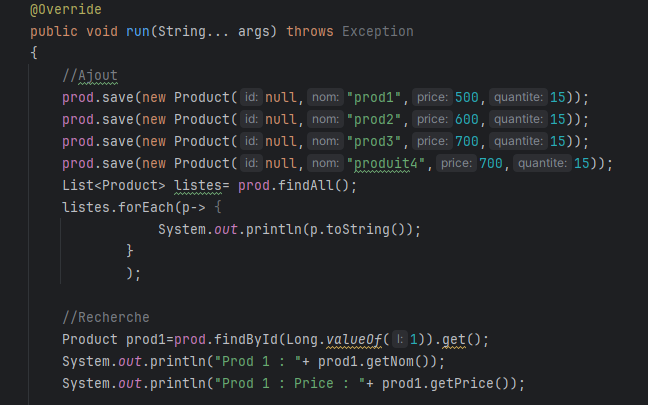 @Override
public void run(String... args) throws Exception
{
//Ajout
prod.save(new Product( id: null, nom: "prod1", price: 500, quantite: 15));
prod.save(new Product( id: null, nom: "prod2", price: 600, quantite: 15));
prod.save(new Product( id: null, nom: "prod3", price: 700, quantite: 15));
prod.save(new Product( id: null, nom: "produit4", price: 700, quantite: 15));
List<Product> listes= prod.findAll();
listes.forEach(p-> {
System.out.println(p.toString());
}
);
//Recherche
Product prod1=prod.findById(Long.valueOf( l: 1)).get();
System.out.println("Prod 1 : "+ prod1.getNom());
System.out.println("Prod 1 : Price : "+ prod1.getPrice());